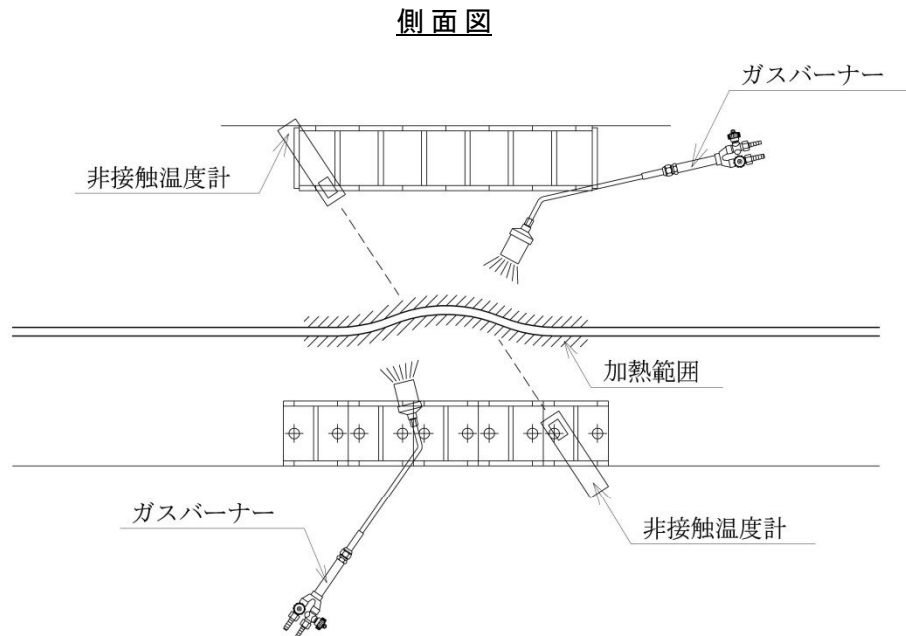 側面図
ガスバーナー
非接触温度計
加熱範囲
ガスバーナー
非接触温度計